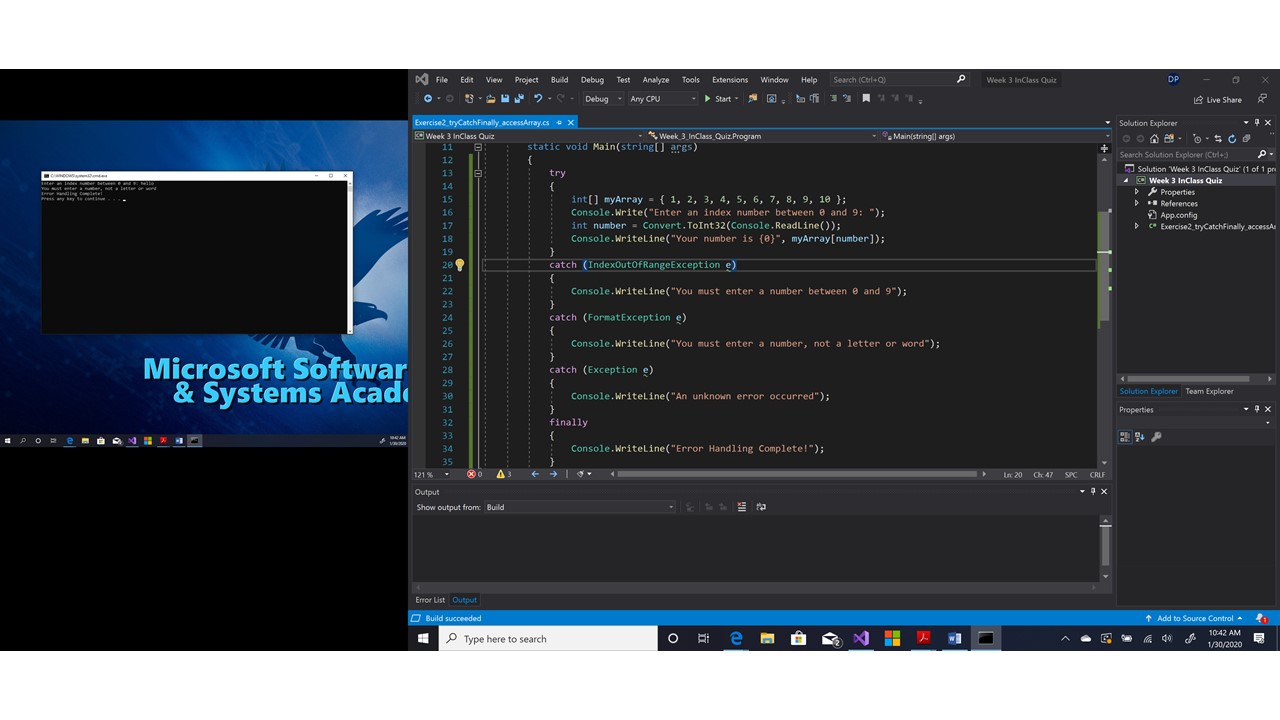 C:\WINDOWS\system32\cmd.exe
Enter an index number between 0 and 9: hello
You must enter a number, not a letter or word
Error Handling Complete!
Press any key to continue . . .
Microsoft Softwar
& Systems Acade
10:42 AM
1/30/2020
File Edit View Project Build Debug Test Analyze Tools Extensions Window Help Search (Ctrl+Q) Week 3 InClass Quiz DP
Debug Any CPU Start Live Share
Exercise2_tryCatchFinally_accessArray.cs
Week 3 InClass Quiz Week_3_InClass_Quiz.Program Main(string[] args)
11 static void Main(string[] args)
12 {
13 try
14 {
15 int[] myArray = { 1, 2, 3, 4, 5, 6, 7, 8, 9, 10 };
16 Console.Write("Enter an index number between 0 and 9: ");
17 int number = Convert.ToInt32(Console.ReadLine());
18 Console.WriteLine("Your number is {0}", myArray[number]);
19 }
20 catch (IndexOutOfRangeException e)
21 {
22 Console.WriteLine("You must enter a number between 0 and 9");
23 }
24 catch (FormatException e)
25 {
26 Console.WriteLine("You must enter a number, not a letter or word");
27 }
28 catch (Exception e)
29 {
30 Console.WriteLine("An unknown error occurred");
31 }
32 finally
33 {
34 Console.WriteLine("Error Handling Complete!");
35 }
121 % 0 3 Ln: 20 Ch: 47 SPC CRLF
Solution Explorer
Search Solution Explorer (Ctrl+;)
Solution 'Week 3 InClass Quiz' (1 of 1 pr
Week 3 InClass Quiz
Properties
References
App.config
Exercise2_tryCatchFinally_accessAr
Solution Explorer Team Explorer
Properties
Output
Show output from: Build
Error List Output
Build succeeded
Add to Source Control 1
Type here to search
2
10:42 AM
1/30/2020